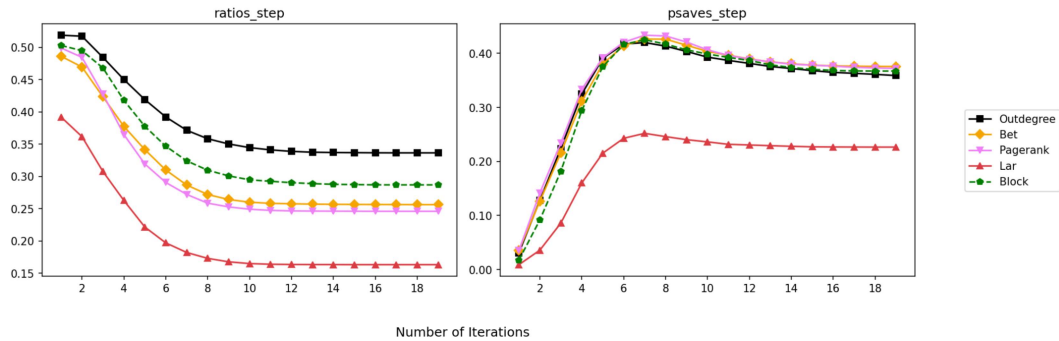 ratios_step
0.50
0.45
0.40
0.35
0.30
0.25
0.20
0.15
2 4 6 8 10 12 14 16 18
psaves_step
0.40
0.30
0.20
0.10
0.00
2 4 6 8 10 12 14 16 18
Outdegree
Bet
Pagerank
Lar
Block
Number of Iterations